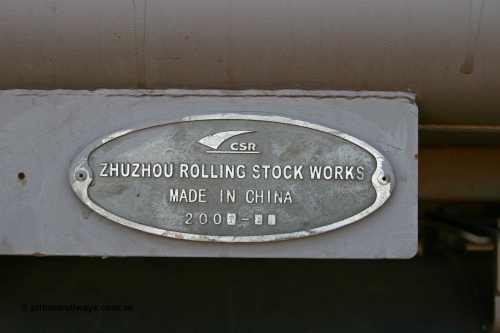 CSR
ZHUZHOU ROLLING STOCK WORKS
MADE IN CHINA
© pilbararailways.com.au